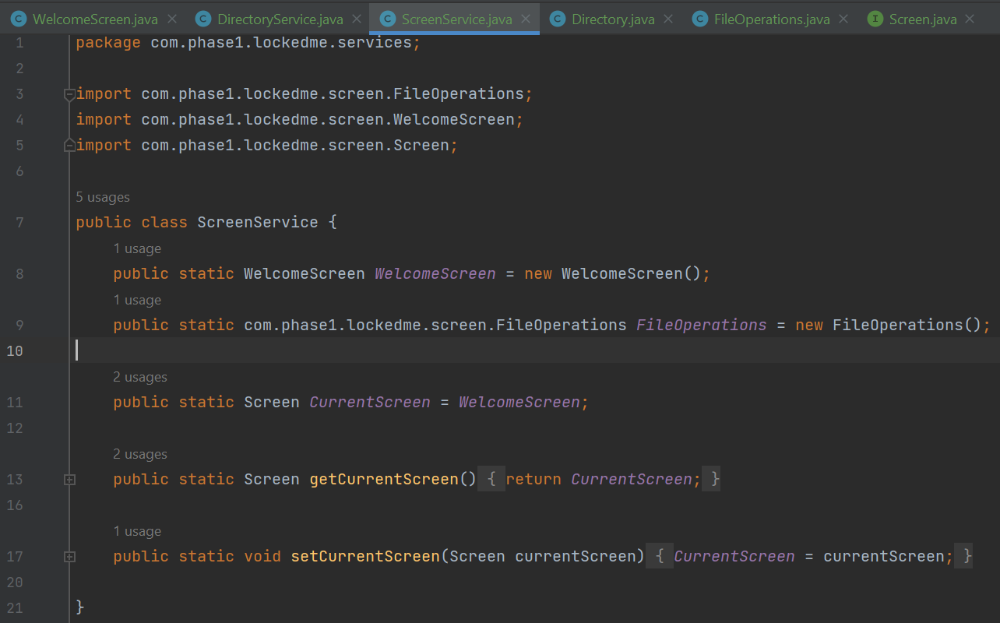 C WelcomeScreen.java C DirectoryService.java C ScreenService.java C Directory.java C FileOperations.java I Screen.java
1 package com.phase1.lockedme.services;
2
3 import com.phase1.lockedme.screen.FileOperations;
4 import com.phase1.lockedme.screen.WelcomeScreen;
5 import com.phase1.lockedme.screen.Screen;
6
5 usages
7 public class ScreenService {
1 usage
8 public static WelcomeScreen WelcomeScreen = new WelcomeScreen();
1 usage
9 public static com.phase1.lockedme.screen.FileOperations FileOperations = new FileOperations();
10
2 usages
11 public static Screen CurrentScreen = WelcomeScreen;
12
2 usages
13 public static Screen getCurrentScreen() { return CurrentScreen; }
16
1 usage
17 public static void setCurrentScreen(Screen currentScreen) { CurrentScreen = currentScreen; }
20
21 }